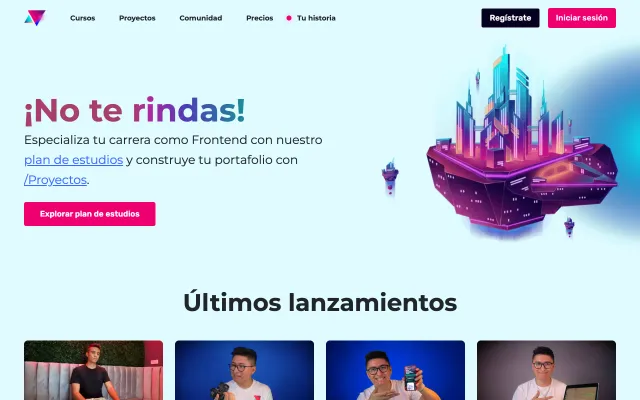 Cursos
Proyectos
Comunidad
Precios
Tu historia
Regístrate
Iniciar sesión
¡No te rindas!
Especializa tu carrera como Frontend con nuestro
plan de estudios y construye tu portafolio con
/Proyectos.
Explorar plan de estudios
Últimos lanzamientos